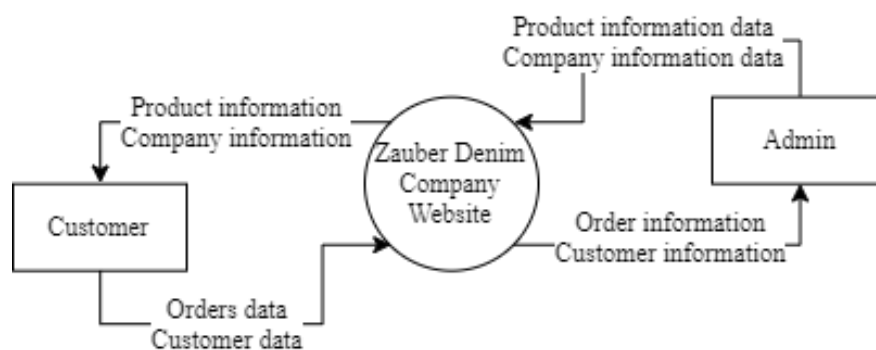 Product information data
Company information data
Product information
Company information
Zauber Denim
Company
Website
Admin
Customer
Order information
Customer information
Orders data
Customer data